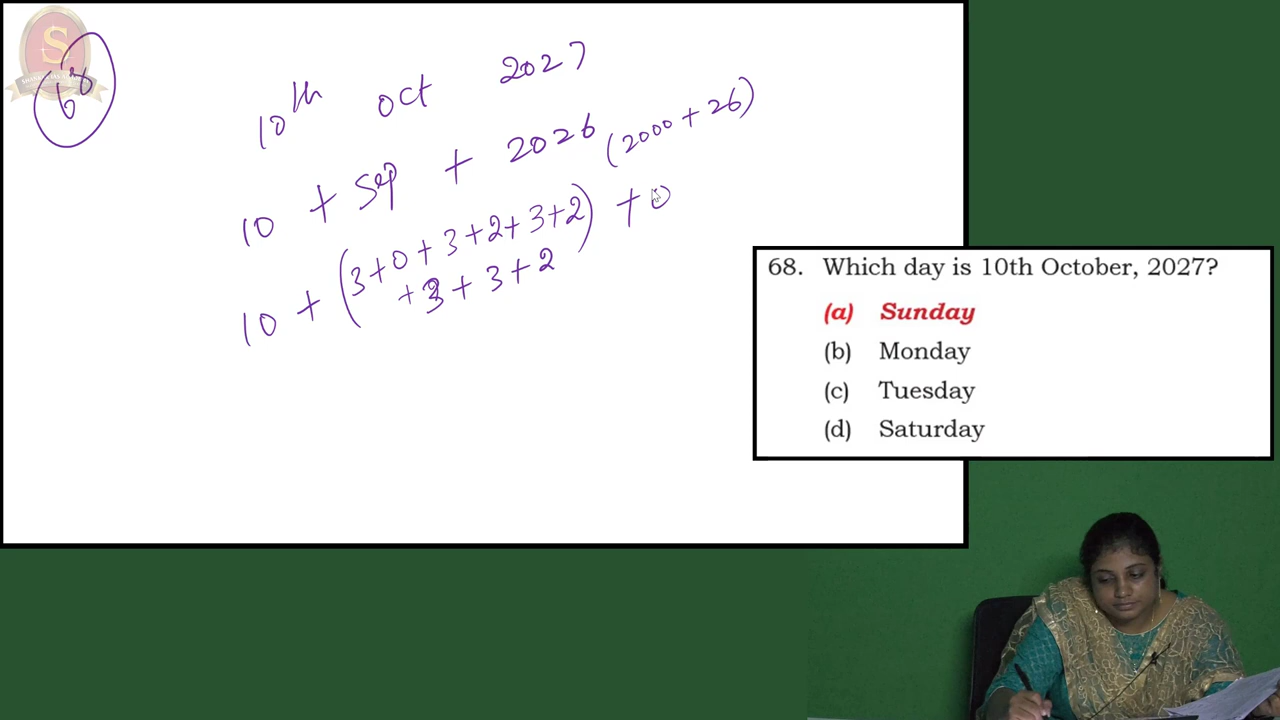 S
68
10th oct 2027
10 + Sep + 2026 (2000 + 26)
10 + (3+0+3+2+3+2) + 0
+3+3+2
68. Which day is 10th October, 2027?
(a) Sunday
(b) Monday
(c) Tuesday
(d) Saturday